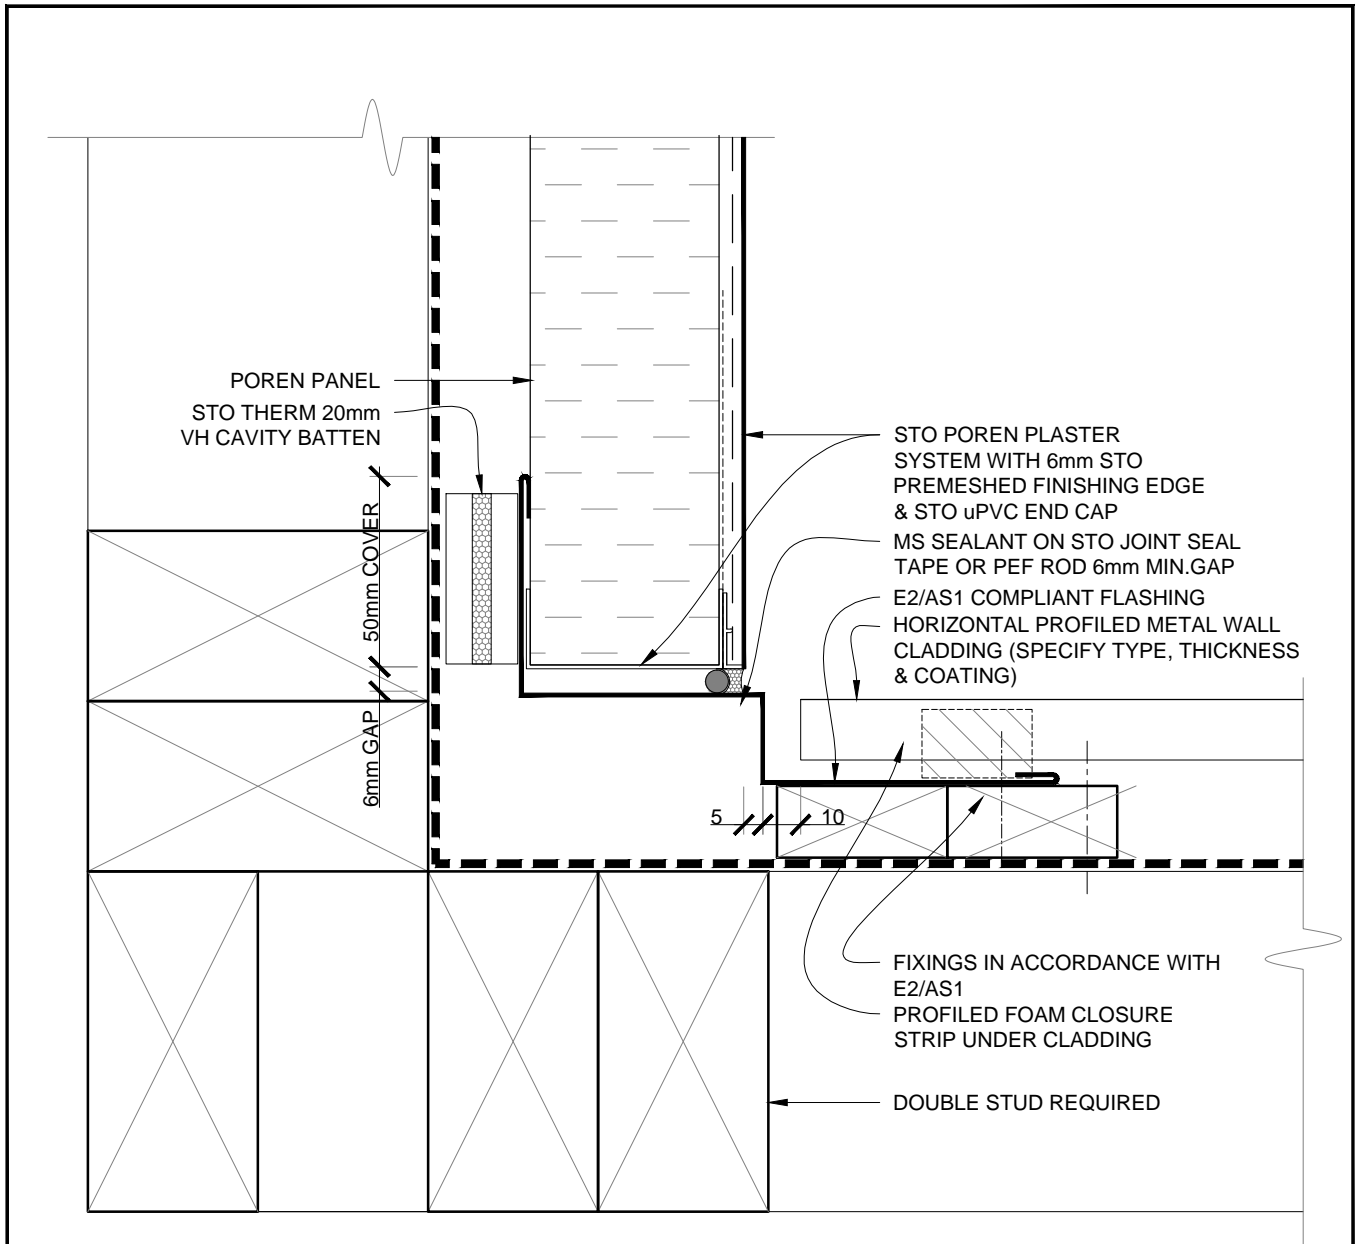 POREN PANEL
STO THERM 20mm
VH CAVITY BATTEN
50mm COVER
6mm GAP
STO POREN PLASTER
SYSTEM WITH 6mm STO
PREMESHED FINISHING EDGE
& STO uPVC END CAP
MS SEALANT ON STO JOINT SEAL
TAPE OR PEF ROD 6mm MIN.GAP
E2/AS1 COMPLIANT FLASHING
HORIZONTAL PROFILED METAL WALL
CLADDING (SPECIFY TYPE, THICKNESS
& COATING)
5
10
FIXINGS IN ACCORDANCE WITH
E2/AS1
PROFILED FOAM CLOSURE
STRIP UNDER CLADDING
DOUBLE STUD REQUIRED